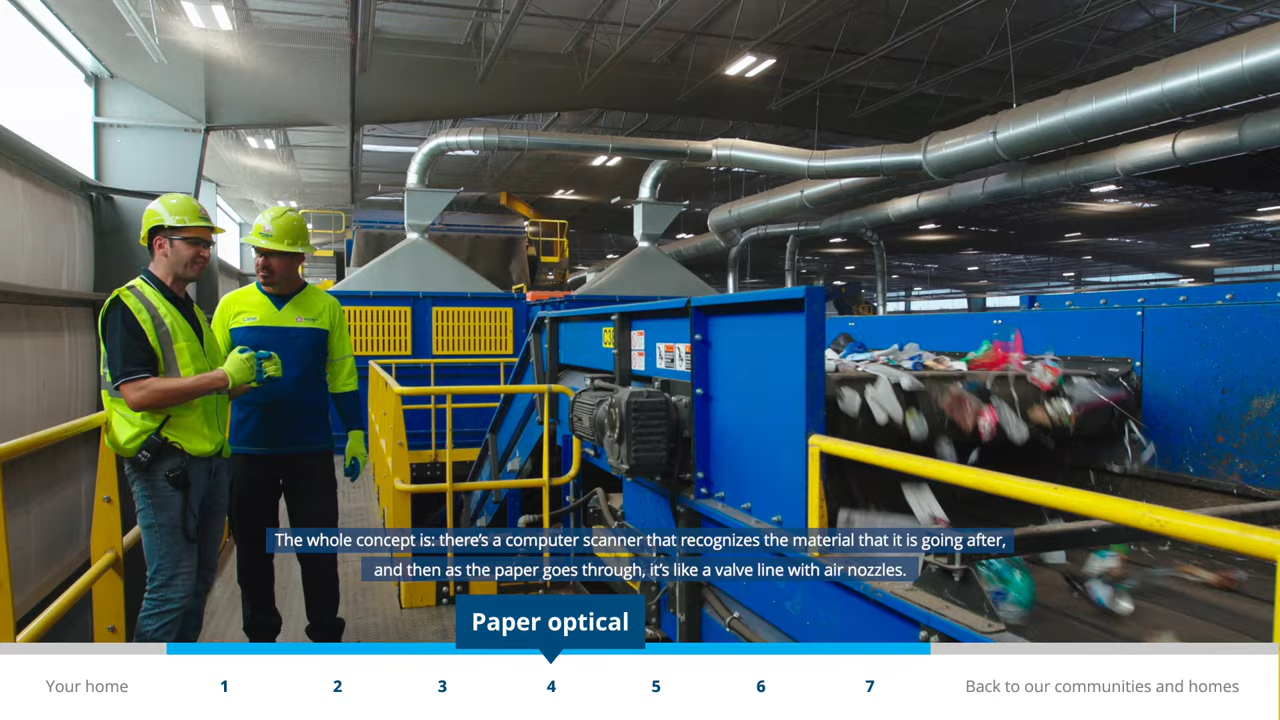 The whole concept is: there's a computer scanner that recognizes the material that it is going after,
and then as the paper goes through, it's like a valve line with air nozzles.
Paper optical
Your home
1
2
3
4
5
6
7
Back to our communities and homes